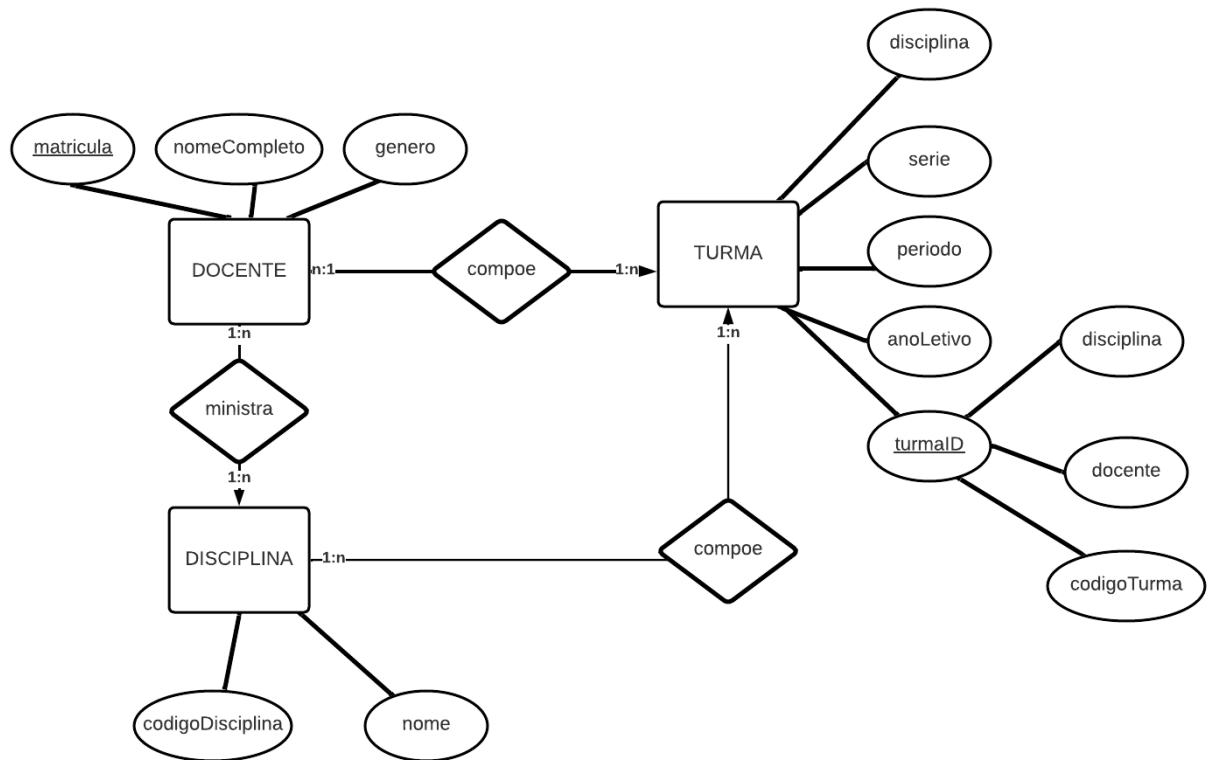 disciplina
matricula
nomeCompleto
genero
serie
DOCENTE
n:1
compoe
1:n
TURMA
periodo
anoLetivo
disciplina
1:n
ministra
1:n
1:n
turmaID
docente
DISCIPLINA
1:n
compoe
codigoTurma
codigoDisciplina
nome